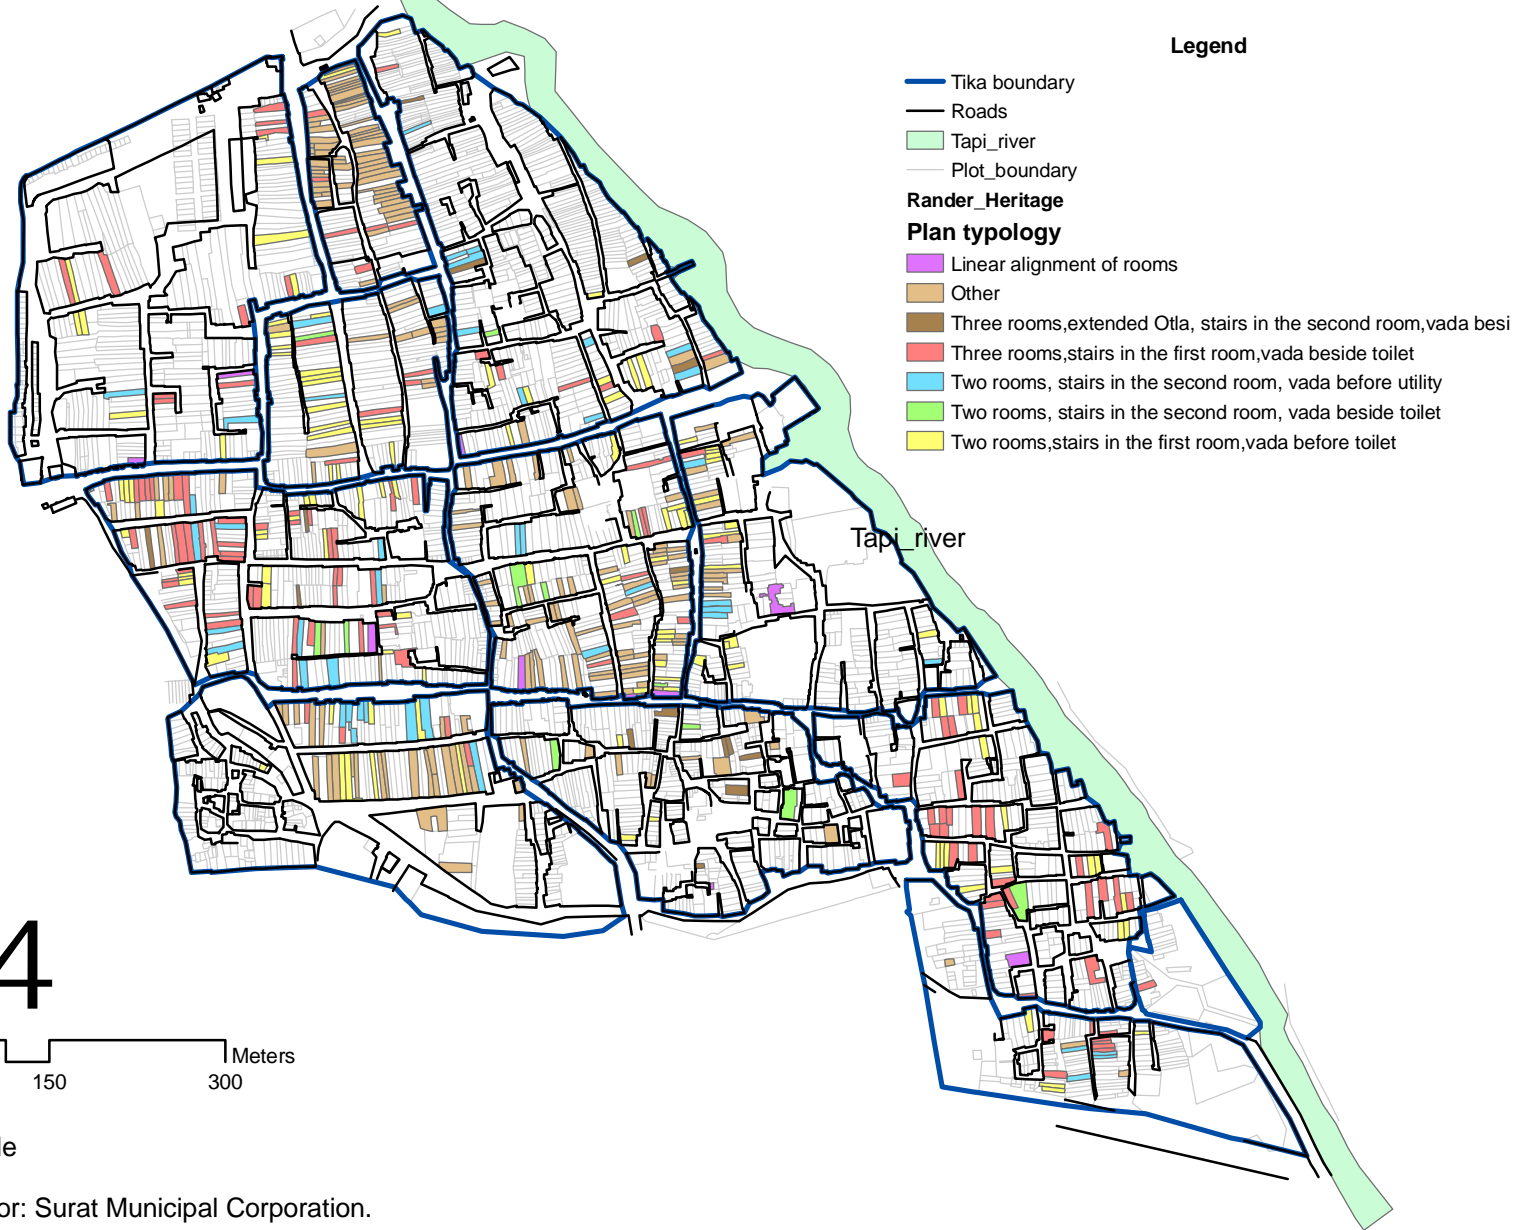 Legend
Tika boundary
Roads
Tapi_river
Plot_boundary
Rander_Heritage
Plan typology
Linear alignment of rooms
Other
Three rooms,extended Otla, stairs in the second room,vada besi
Three rooms,stairs in the first room,vada beside toilet
Two rooms, stairs in the second room, vada before utility
Two rooms, stairs in the second room, vada beside toilet
Two rooms,stairs in the first room,vada before toilet
Tapi_river
4
Meters
150 300
le
or: Surat Municipal Corporation.